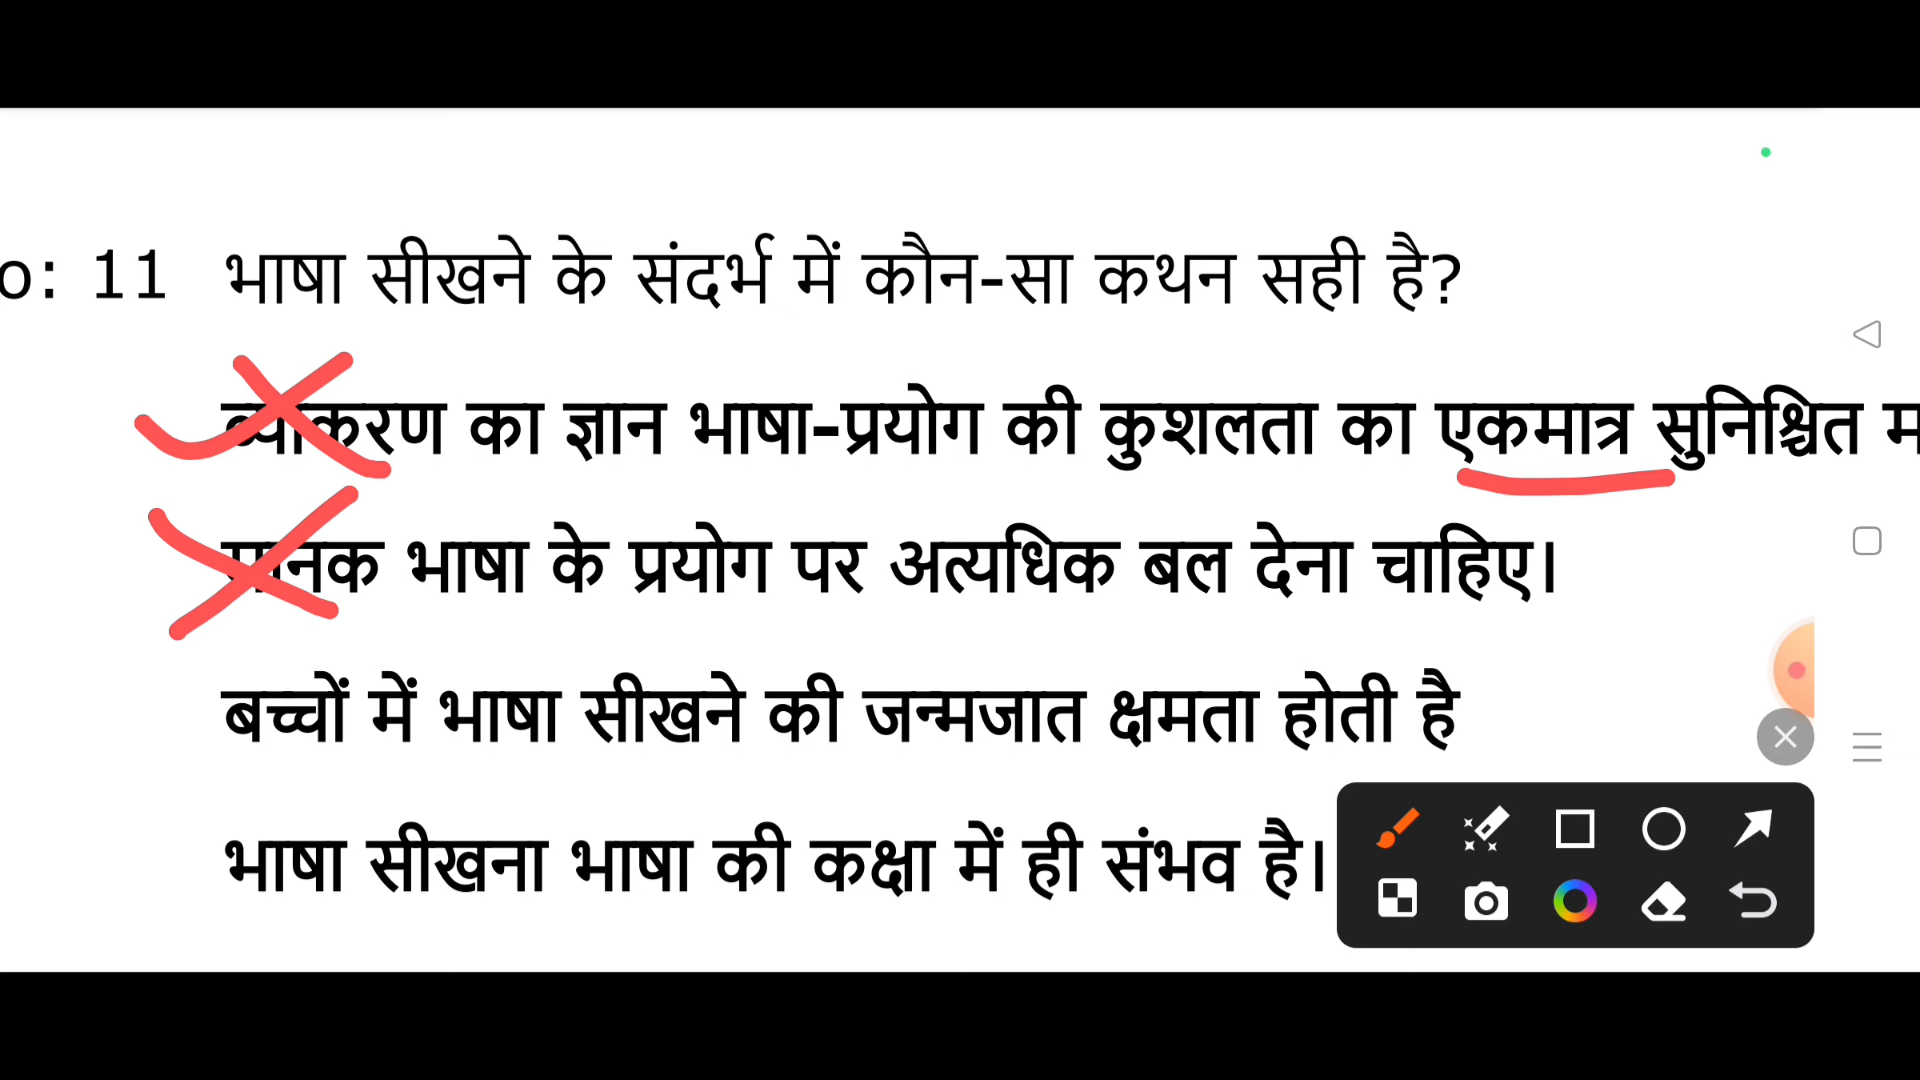 o: 11 भाषा सीखने के संदर्भ में कौन-सा कथन सही है?
व्याकरण का ज्ञान भाषा-प्रयोग की कुशलता का एकमात्र सुनिश्चित म
मानक भाषा के प्रयोग पर अत्यधिक बल देना चाहिए।
बच्चों में भाषा सीखने की जन्मजात क्षमता होती है
भाषा सीखना भाषा की कक्षा में ही संभव है।